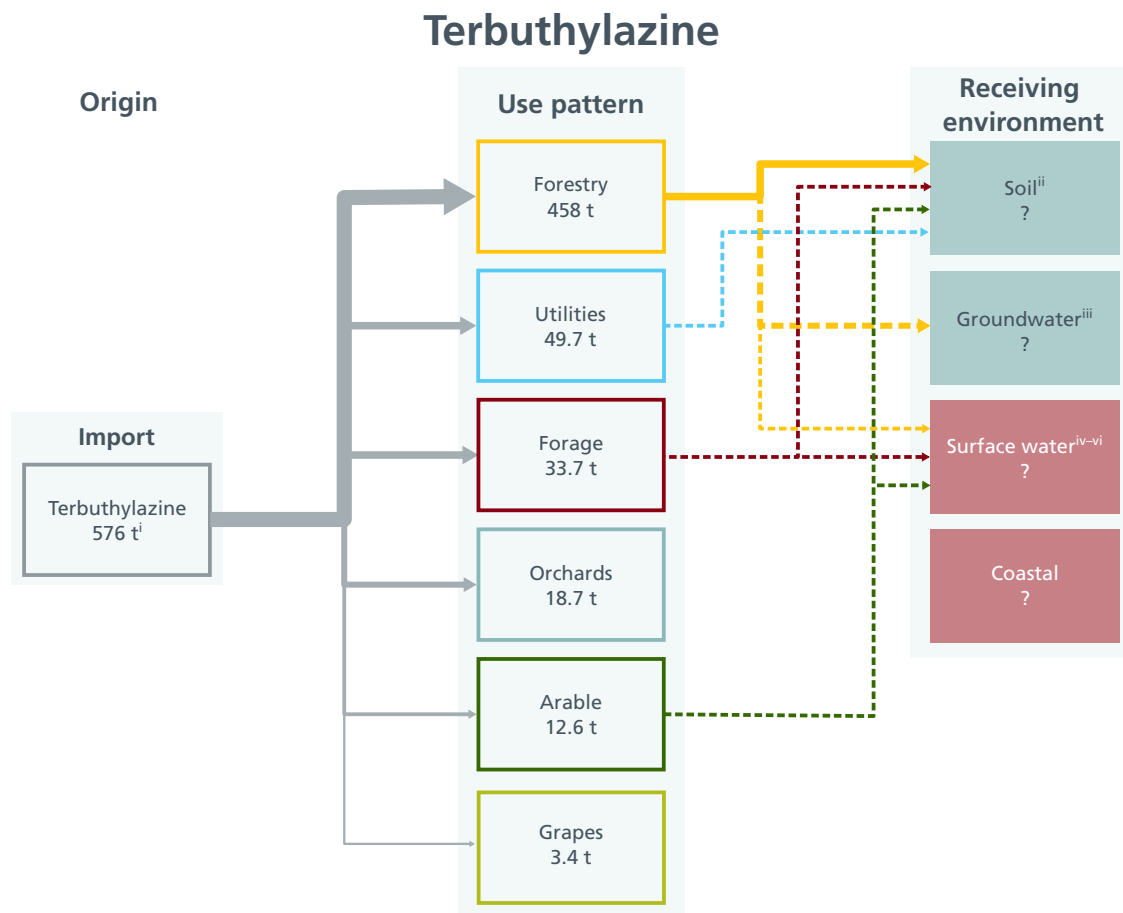 Terbuthylazine
Origin
Import
Terbuthylazine
576 tⁱ
Use pattern
Forestry
458 t
Utilities
49.7 t
Forage
33.7 t
Orchards
18.7 t
Arable
12.6 t
Grapes
3.4 t
Receiving
environment
Soilⁱⁱ
?
Groundwaterⁱⁱⁱ
?
Surface waterⁱᵛ⁻ᵛⁱ
?
Coastal
?